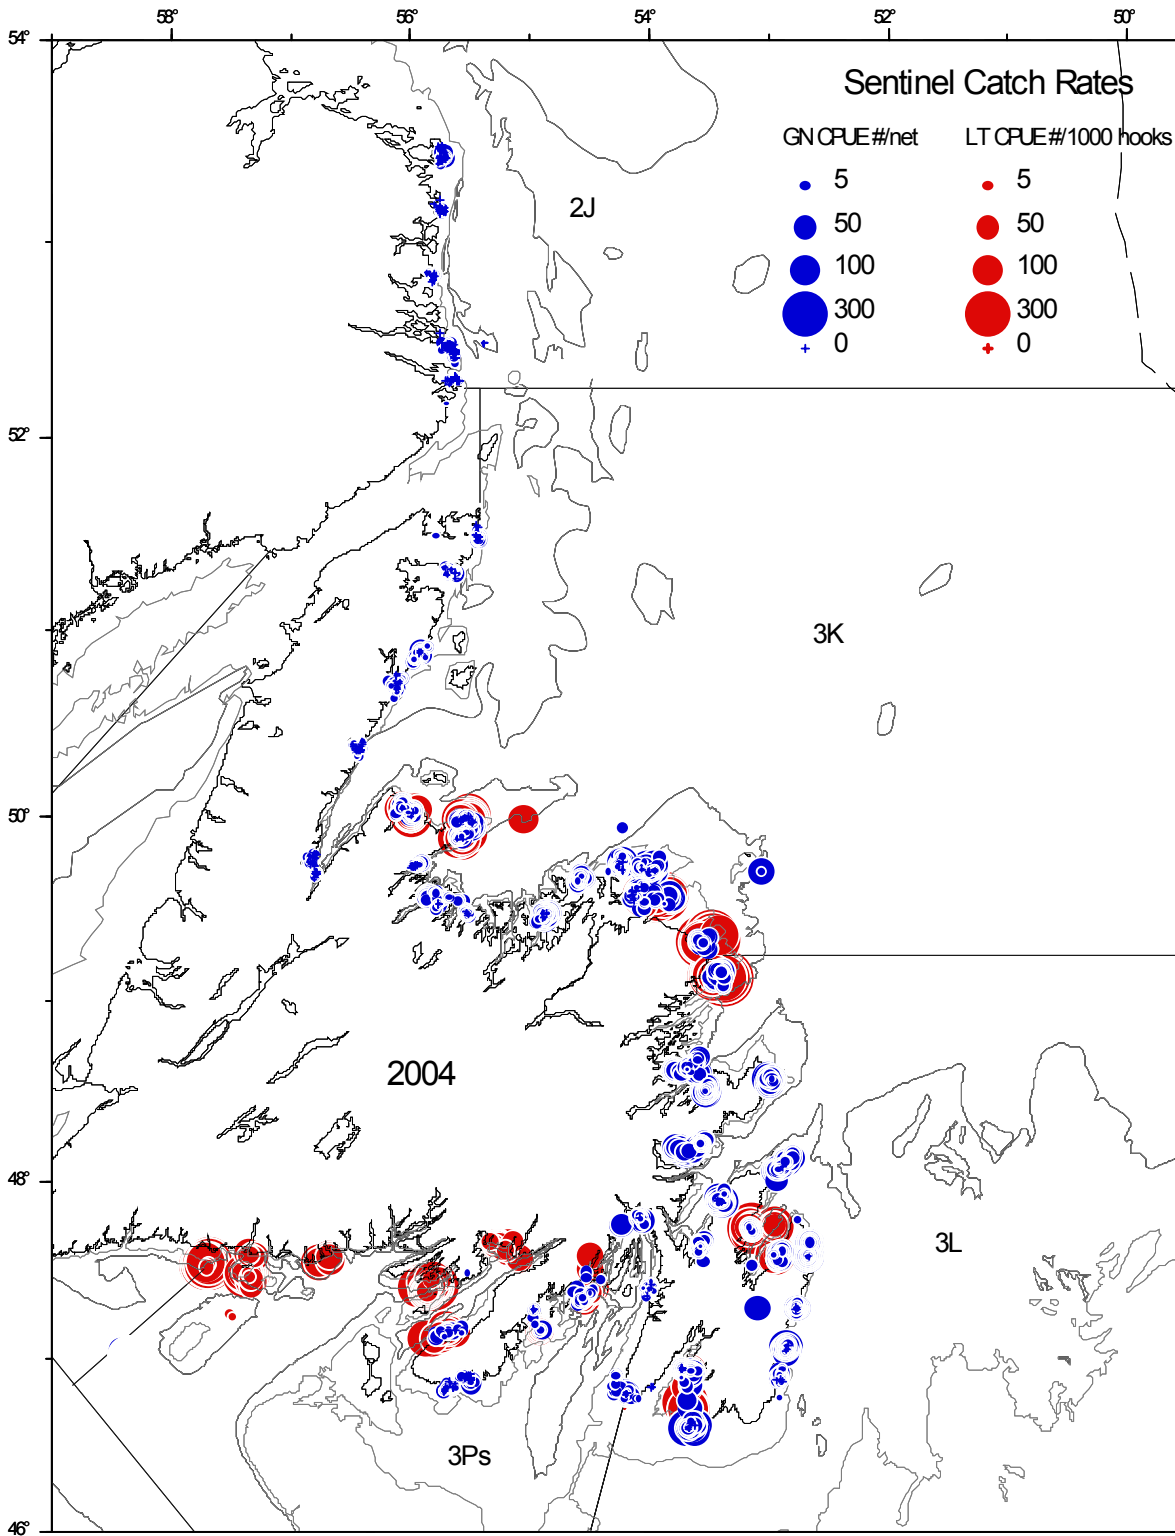 58° 56° 54° 52° 50°
54°
Sentinel Catch Rates
GN CPUE #/net LT CPUE #/1000 hooks
5 5
50 50
100 100
300 300
0 0
2J
52°
3K
50°
2004
48°
3L
3Ps
46°